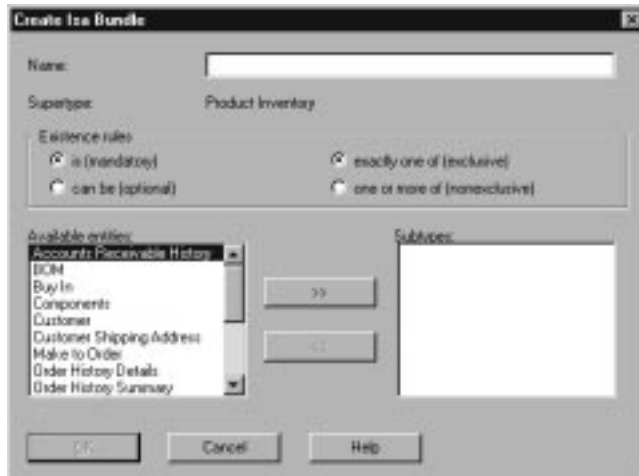 Create Isa Bundle
Name:
Supertype: Product Inventory
Existence rules
is (mandatory) exactly one of (exclusive)
can be (optional) one or more of (nonexclusive)
Available entities: Subtypes:
Accounts Receivable History
BOM
Buy In
Components
Customer
Customer Shipping Address
Make to Order
Order History Details
Order History Summary
>>
<<
OK Cancel Help